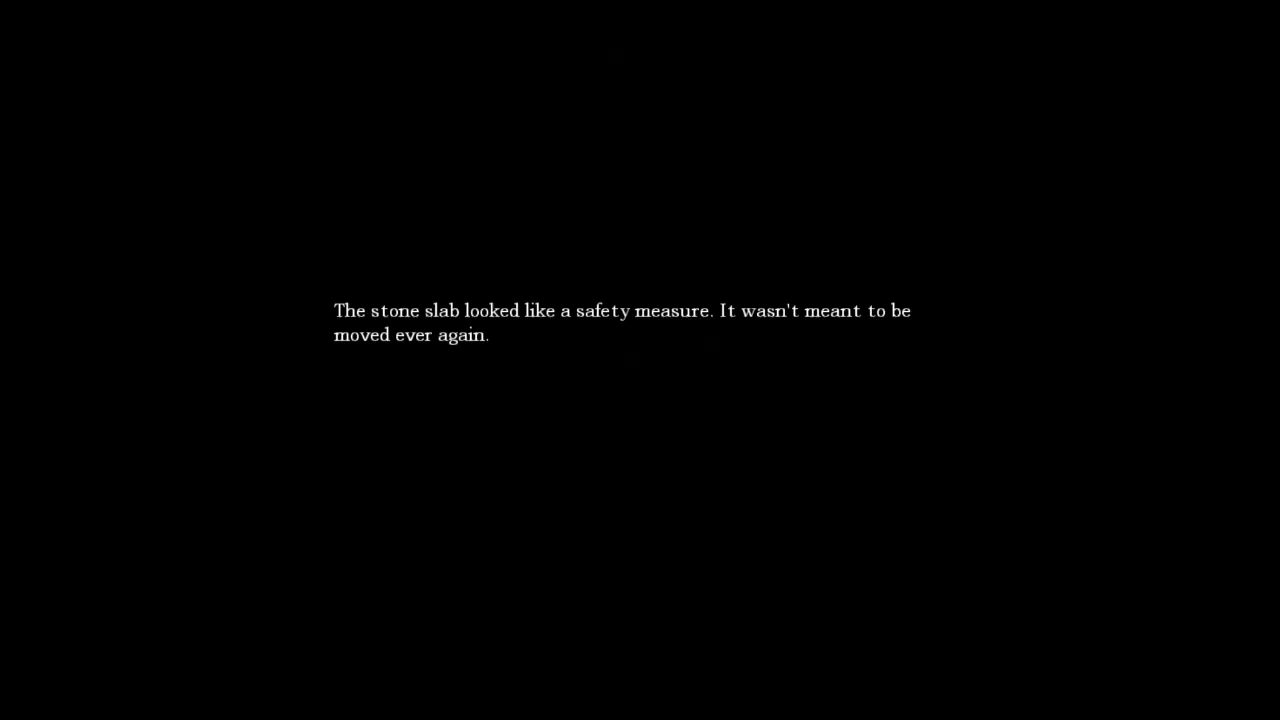 The stone slab looked like a safety measure. It wasn't meant to be
moved ever again.